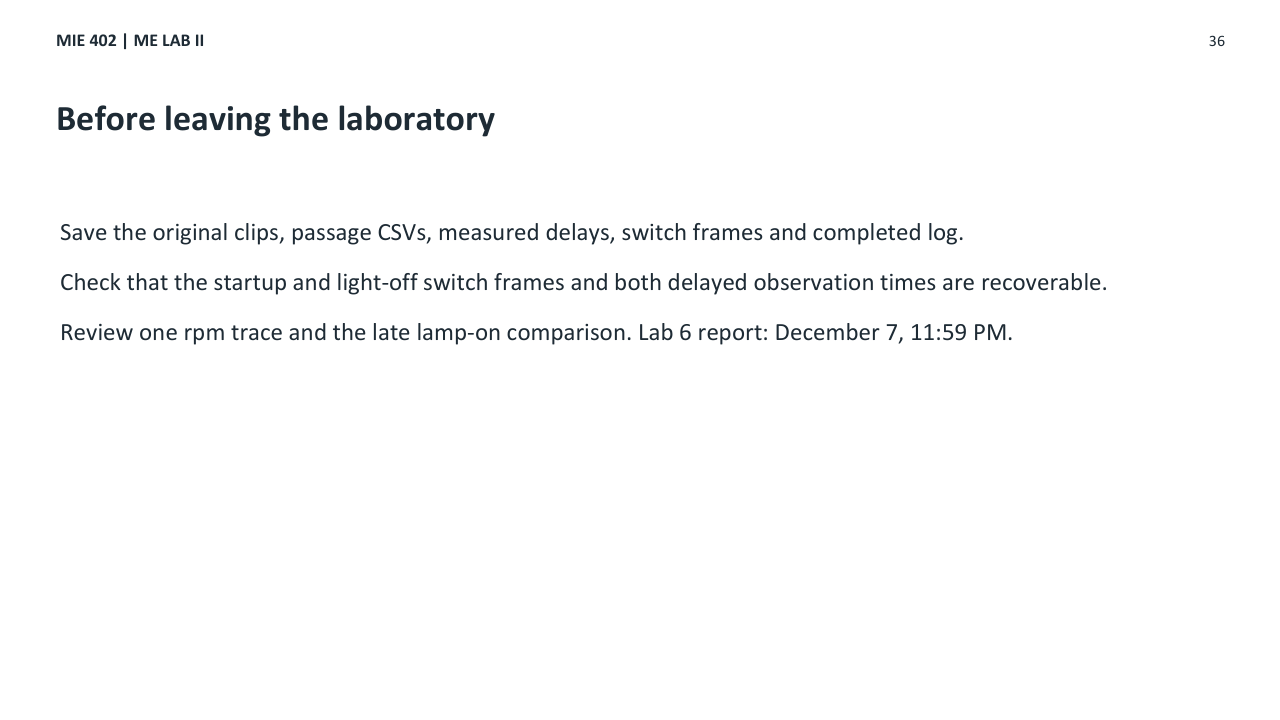 MIE 402 | ME LAB II
36
Before leaving the laboratory
Save the original clips, passage CSVs, measured delays, switch frames and completed log.
Check that the startup and light-off switch frames and both delayed observation times are recoverable.
Review one rpm trace and the late lamp-on comparison. Lab 6 report: December 7, 11:59 PM.